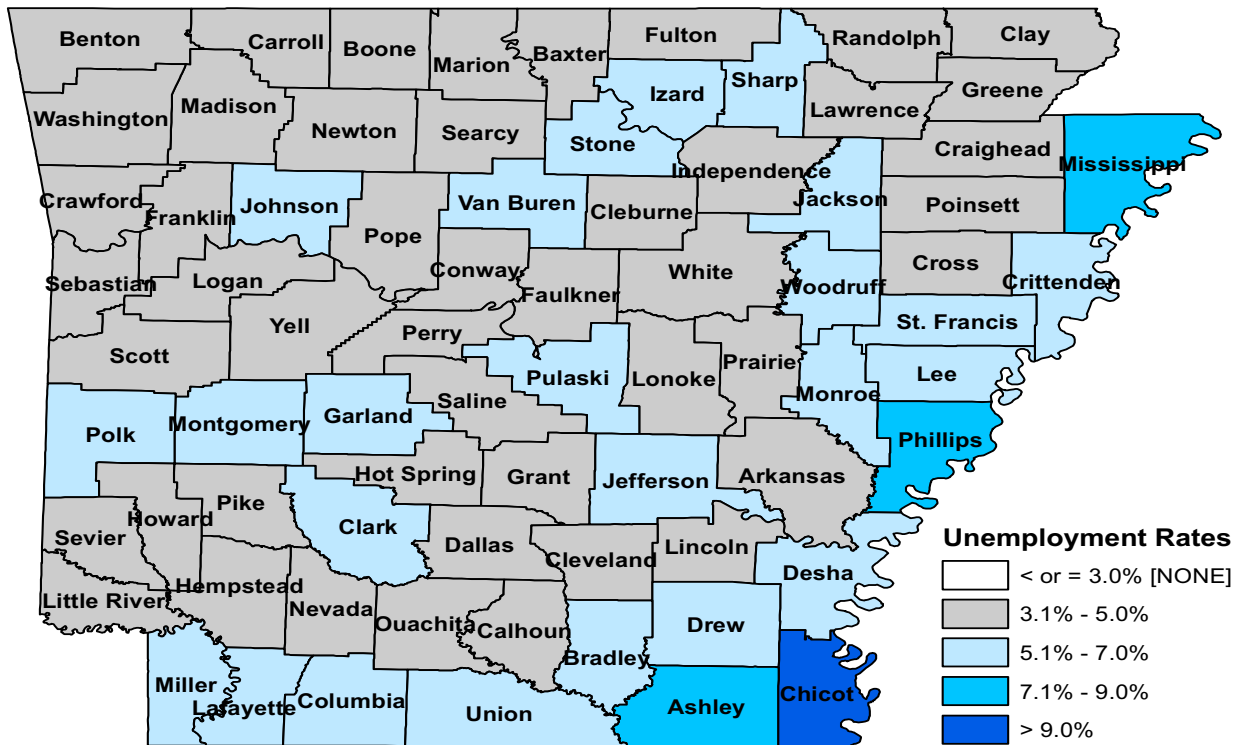 Benton
Carroll
Boone
Marion
Baxter
Fulton
Randolph
Clay
Sharp
Izard
Greene
Lawrence
Washington
Madison
Newton
Searcy
Stone
Independence
Craighead
Mississippi
Crawford
Franklin
Johnson
Pope
Van Buren
Cleburne
Jackson
Poinsett
Sebastian
Logan
Conway
Faulkner
White
Woodruff
Cross
Crittenden
Scott
Yell
Perry
St. Francis
Pulaski
Lonoke
Prairie
Lee
Saline
Monroe
Polk
Montgomery
Garland
Phillips
Hot Spring
Grant
Jefferson
Arkansas
Howard
Pike
Clark
Sevier
Dallas
Cleveland
Lincoln
Desha
Little River
Hempstead
Nevada
Ouachita
Calhoun
Bradley
Drew
Miller
Lafayette
Columbia
Union
Ashley
Chicot
Unemployment Rates
< or = 3.0% [NONE]
3.1% - 5.0%
5.1% - 7.0%
7.1% - 9.0%
> 9.0%